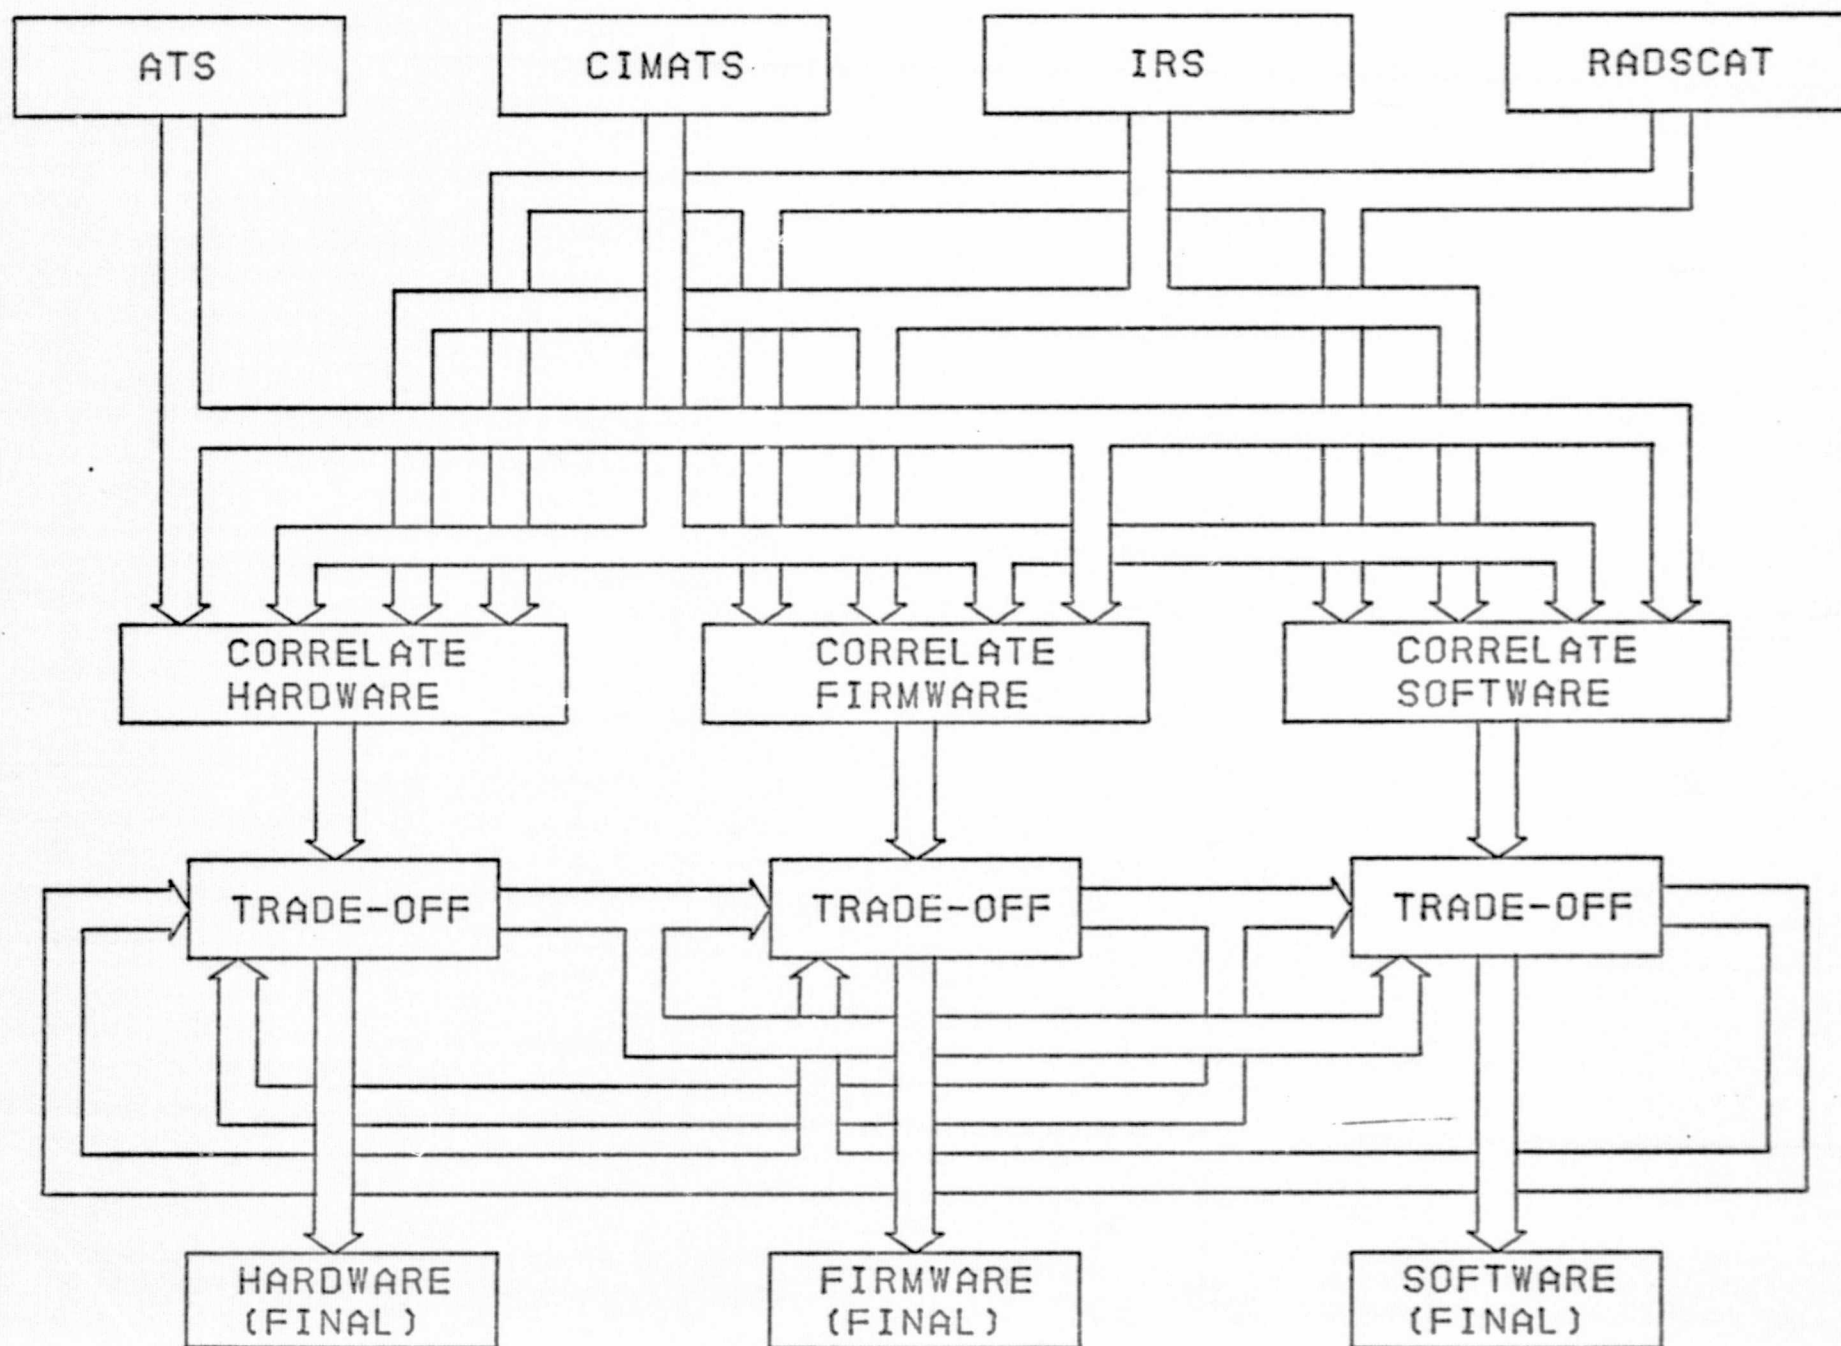 ATS
CIMATS
IRS
RADSCAT
CORRELATE
HARDWARE
CORRELATE
FIRMWARE
CORRELATE
SOFTWARE
TRADE-OFF
TRADE-OFF
TRADE-OFF
HARDWARE
(FINAL)
FIRMWARE
(FINAL)
SOFTWARE
(FINAL)